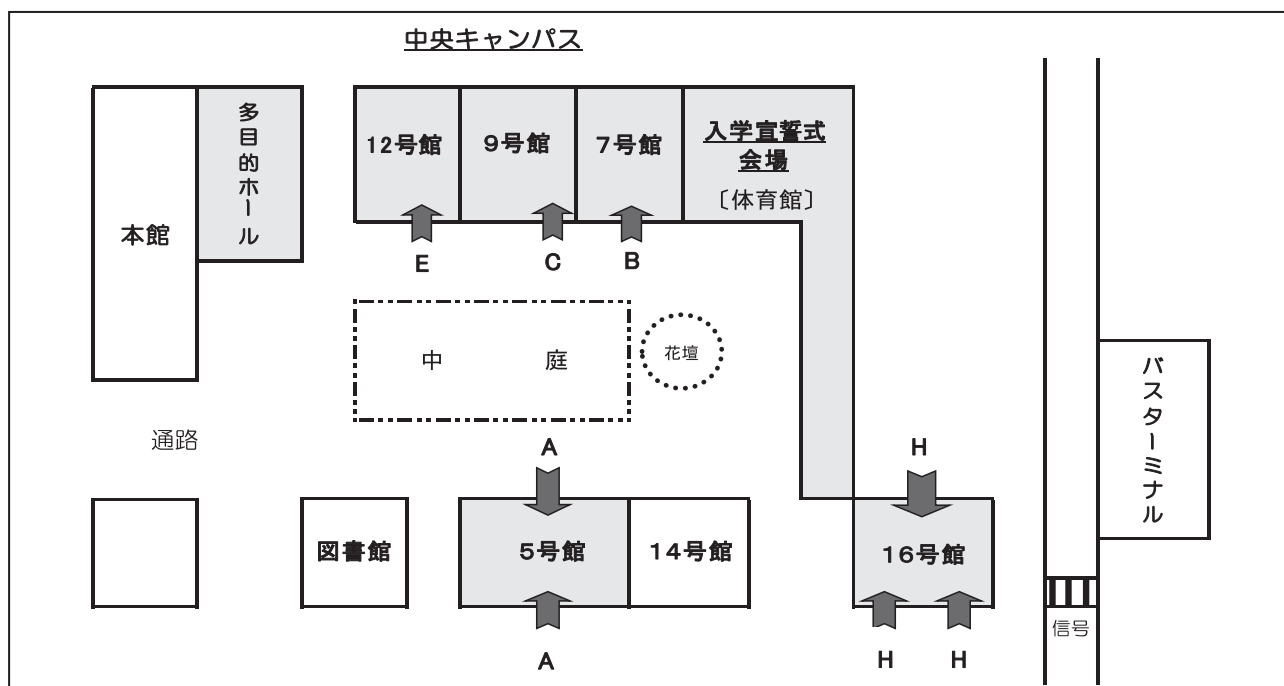 中央キャンパス
多目的ホール
本館
12号館
9号館
7号館
入学宣誓式
会場
〔体育館〕
E
C
B
中庭
花壇
バスターミナル
通路
A
H
図書館
5号館
14号館
16号館
信号
A
H
H